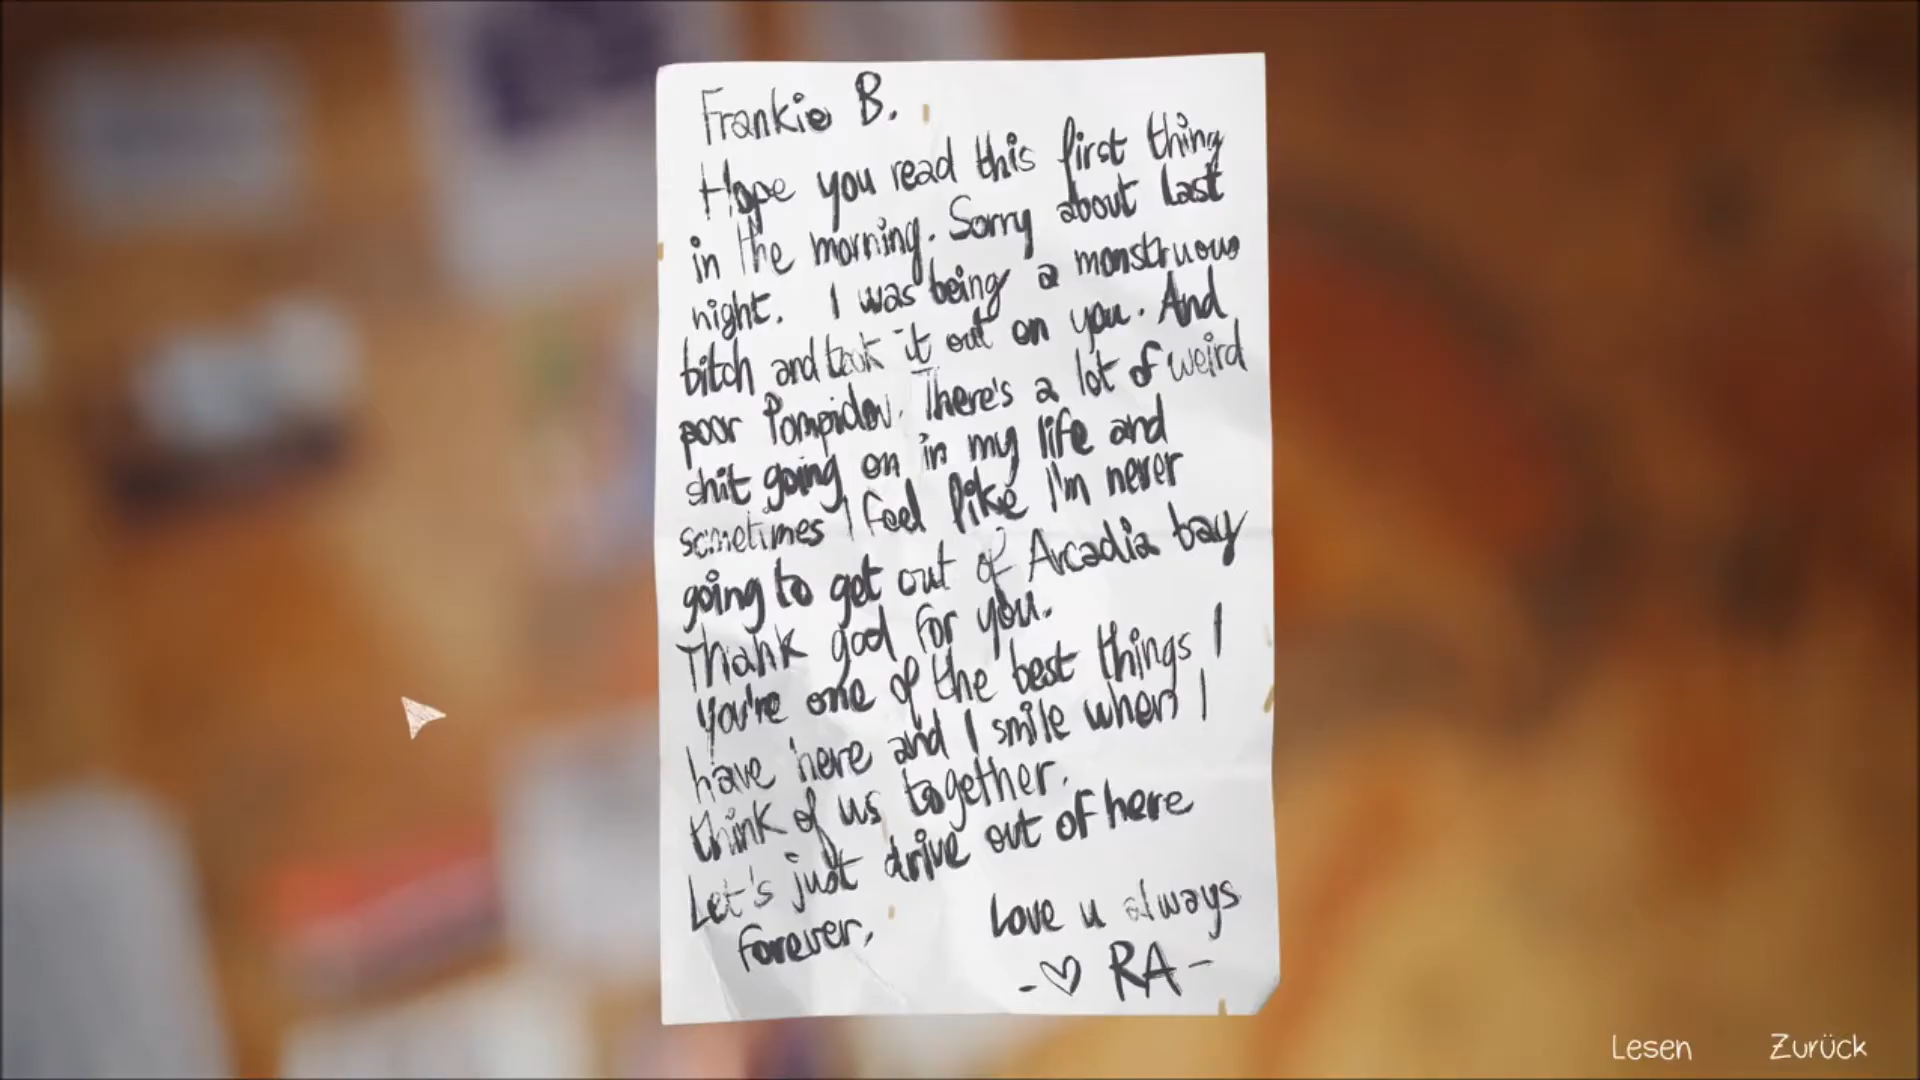 Frankie B.
Hope you read this first thing
in the morning. Sorry about last
night. I was being a monstruous
bitch and took it out on you. And
poor Pompidou. There's a lot of weird
shit going on in my life and
sometimes I feel like I'm never
going to get out of Arcadia bay
Thank god for you.
You're one of the best things I
have here and I smile when I
think of us together.
Let's just drive out of here
forever,
Love u always
-♡ RA-
Lesen Zurück